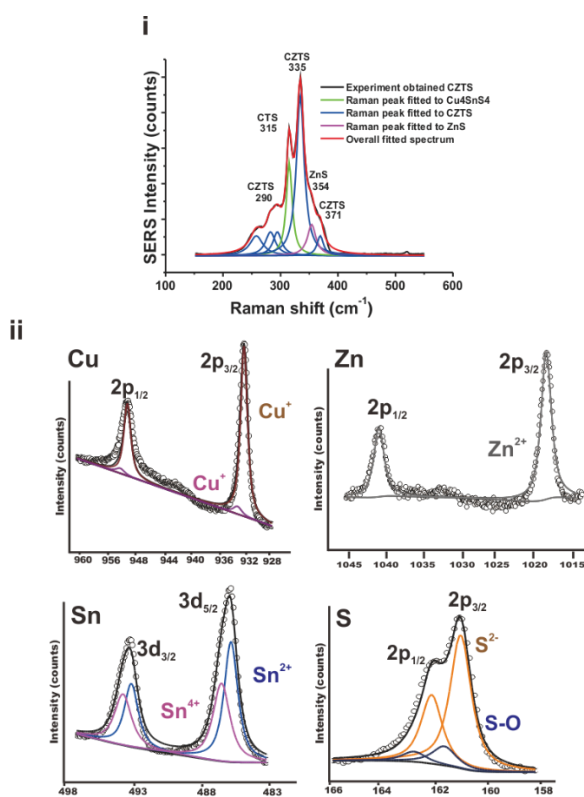 i
CZTS
335
Experiment obtained CZTS
Raman peak fitted to Cu4SnS4
Raman peak fitted to CZTS
Raman peak fitted to ZnS
Overall fitted spectrum
CTS
315
ZnS
354
CZTS
290
CZTS
371
SERS Intensity (counts)
100 200 300 400 500 600
Raman shift (cm⁻¹)
ii
Cu
2p1/2
2p3/2
Cu⁺
Cu⁺
Intensity (counts)
960 956 948 944 940 936 932 928
Zn
2p3/2
2p1/2
Zn²⁺
Intensity (counts)
1045 1040 1035 1030 1025 1020 1015
Sn
3d5/2
3d3/2
Sn²⁺
Sn⁴⁺
Intensity (counts)
498 493 486 481
S
2p3/2
2p1/2
S²⁻
S-O
Intensity (counts)
166 164 162 160 158